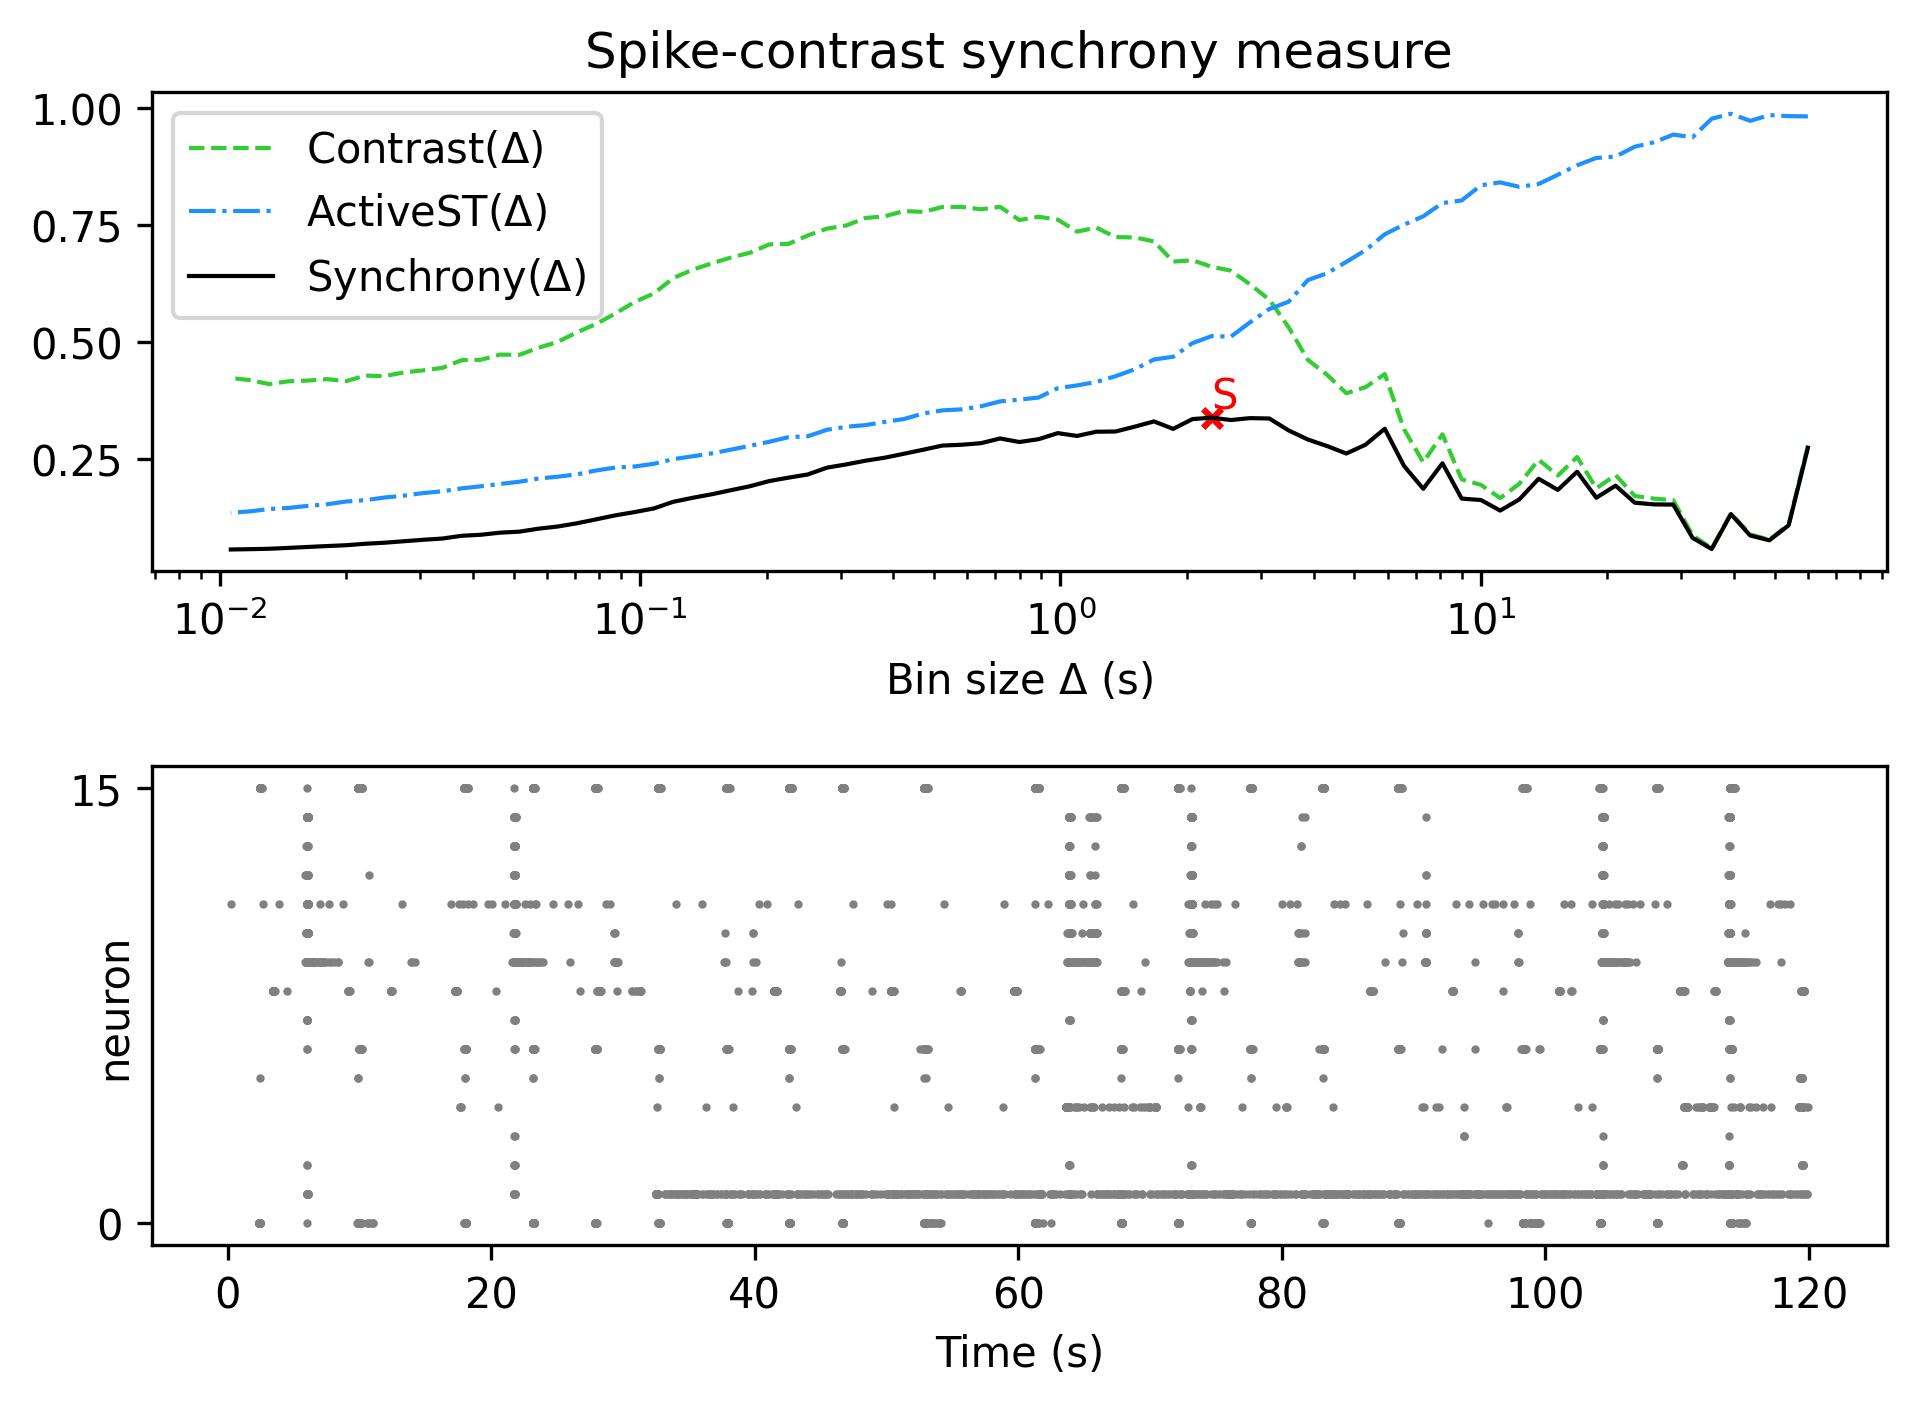 Spike-contrast synchrony measure
1.00
0.75
0.50
0.25
Contrast(Δ)
ActiveST(Δ)
Synchrony(Δ)
S
10⁻² 10⁻¹ 10⁰ 10¹
Bin size Δ (s)
15
0
neuron
0 20 40 60 80 100 120
Time (s)